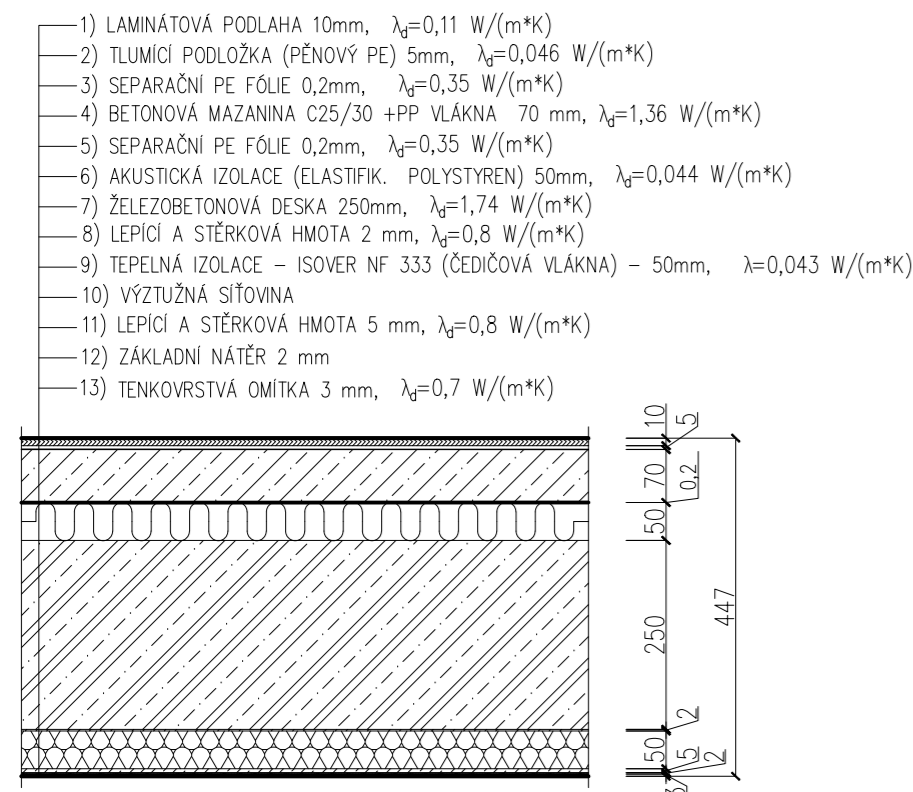 1) LAMINÁTOVÁ PODLAHA 10mm, λd=0,11 W/(m*K)
2) TLUMÍCÍ PODLOŽKA (PĚNOVÝ PE) 5mm, λd=0,046 W/(m*K)
3) SEPARAČNÍ PE FÓLIE 0,2mm, λd=0,35 W/(m*K)
4) BETONOVÁ MAZANINA C25/30 +PP VLÁKNA 70 mm, λd=1,36 W/(m*K)
5) SEPARAČNÍ PE FÓLIE 0,2mm, λd=0,35 W/(m*K)
6) AKUSTICKÁ IZOLACE (ELASTIFIK. POLYSTYREN) 50mm, λd=0,044 W/(m*K)
7) ŽELEZOBETONOVÁ DESKA 250mm, λd=1,74 W/(m*K)
8) LEPÍCÍ A STĚRKOVÁ HMOTA 2 mm, λd=0,8 W/(m*K)
9) TEPELNÁ IZOLACE – ISOVER NF 333 (ČEDIČOVÁ VLÁKNA) – 50mm, λ=0,043 W/(m*K)
10) VÝZTUŽNÁ SÍŤOVINA
11) LEPÍCÍ A STĚRKOVÁ HMOTA 5 mm, λd=0,8 W/(m*K)
12) ZÁKLADNÍ NÁTĚR 2 mm
13) TENKOVRSTVÁ OMÍTKA 3 mm, λd=0,7 W/(m*K)
10
5
70
0,2
50
250
447
2
50
5
2
3